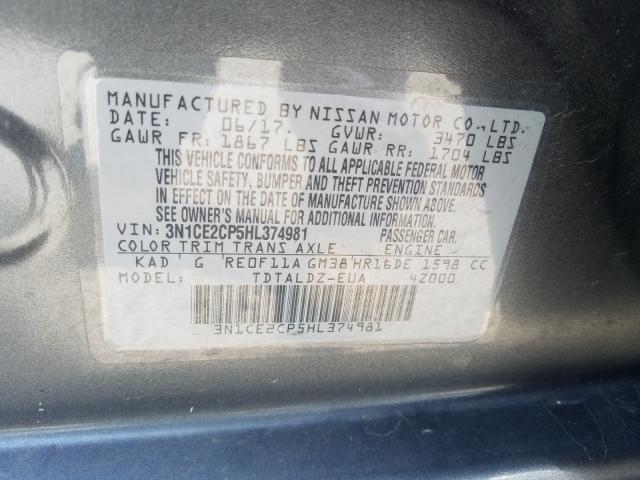 MANUFACTURED BY NISSAN MOTOR CO.,LTD.
DATE: 06/17. GVWR: 3470 LBS
GAWR FR: 1867 LBS GAWR RR: 1704 LBS
THIS VEHICLE CONFORMS TO ALL APPLICABLE FEDERAL MOTOR
VEHICLE SAFETY, BUMPER AND THEFT PREVENTION STANDARDS
IN EFFECT ON THE DATE OF MANUFACTURE SHOWN ABOVE.
SEE OWNER'S MANUAL FOR ADDITIONAL INFORMATION.
VIN: 3N1CE2CP5HL374981 PASSENGER CAR.
COLOR TRIM TRANS AXLE ENGINE
KAD G RE0F11A GM38 HR16DE 1598 CC
MODEL: TDTALDZ-EUA 4Z000
3N1CE2CP5HL374981